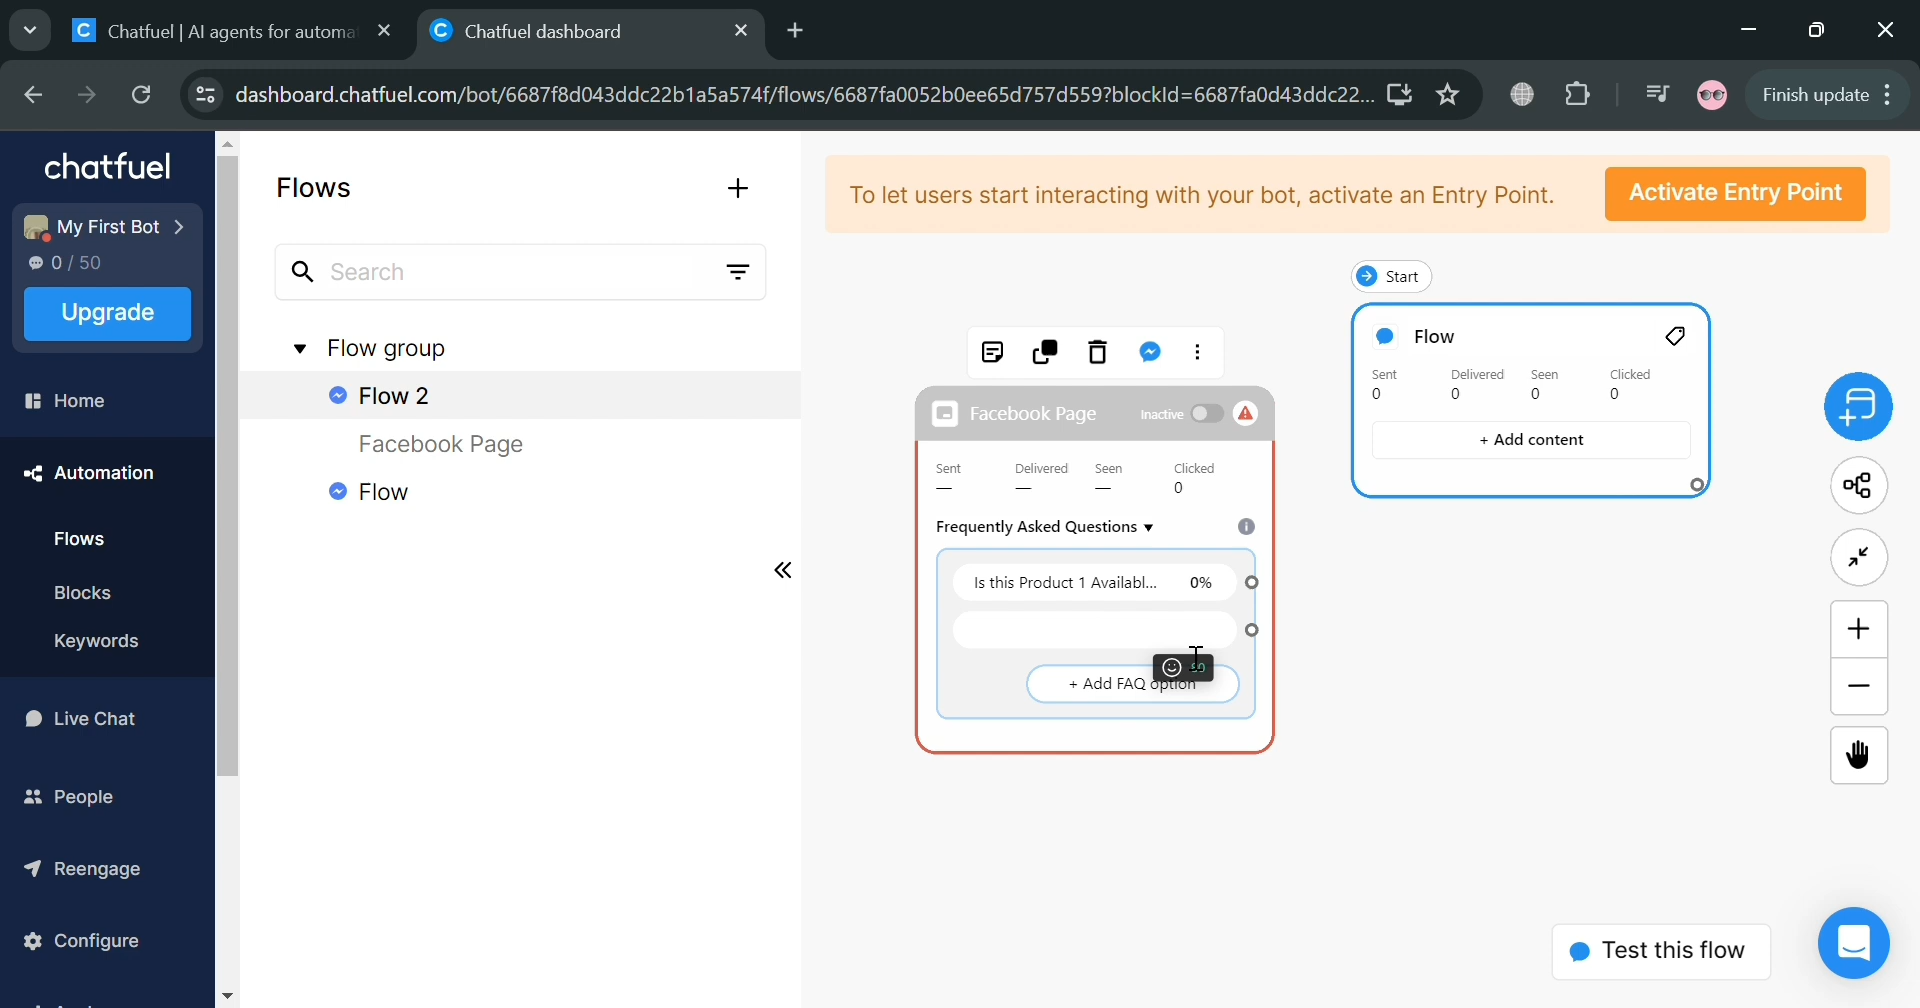 Chatfuel | AI agents for automa
Chatfuel dashboard
dashboard.chatfuel.com/bot/6687f8d043ddc22b1a5a574f/flows/6687fa0052b0ee65d757d559?blockId=6687fa0d43ddc22...
Finish update
chatfuel
My First Bot
0 / 50
Upgrade
Home
Automation
Flows
Blocks
Keywords
Live Chat
People
Reengage
Configure
Flows
Search
Flow group
Flow 2
Facebook Page
Flow
To let users start interacting with your bot, activate an Entry Point.
Activate Entry Point
Start
Flow
Sent Delivered Seen Clicked
0 0 0 0
+ Add content
Facebook Page Inactive
Sent Delivered Seen Clicked
— — — 0
Frequently Asked Questions
Is this Product 1 Availabl... 0%
80
+ Add FAQ option
Test this flow